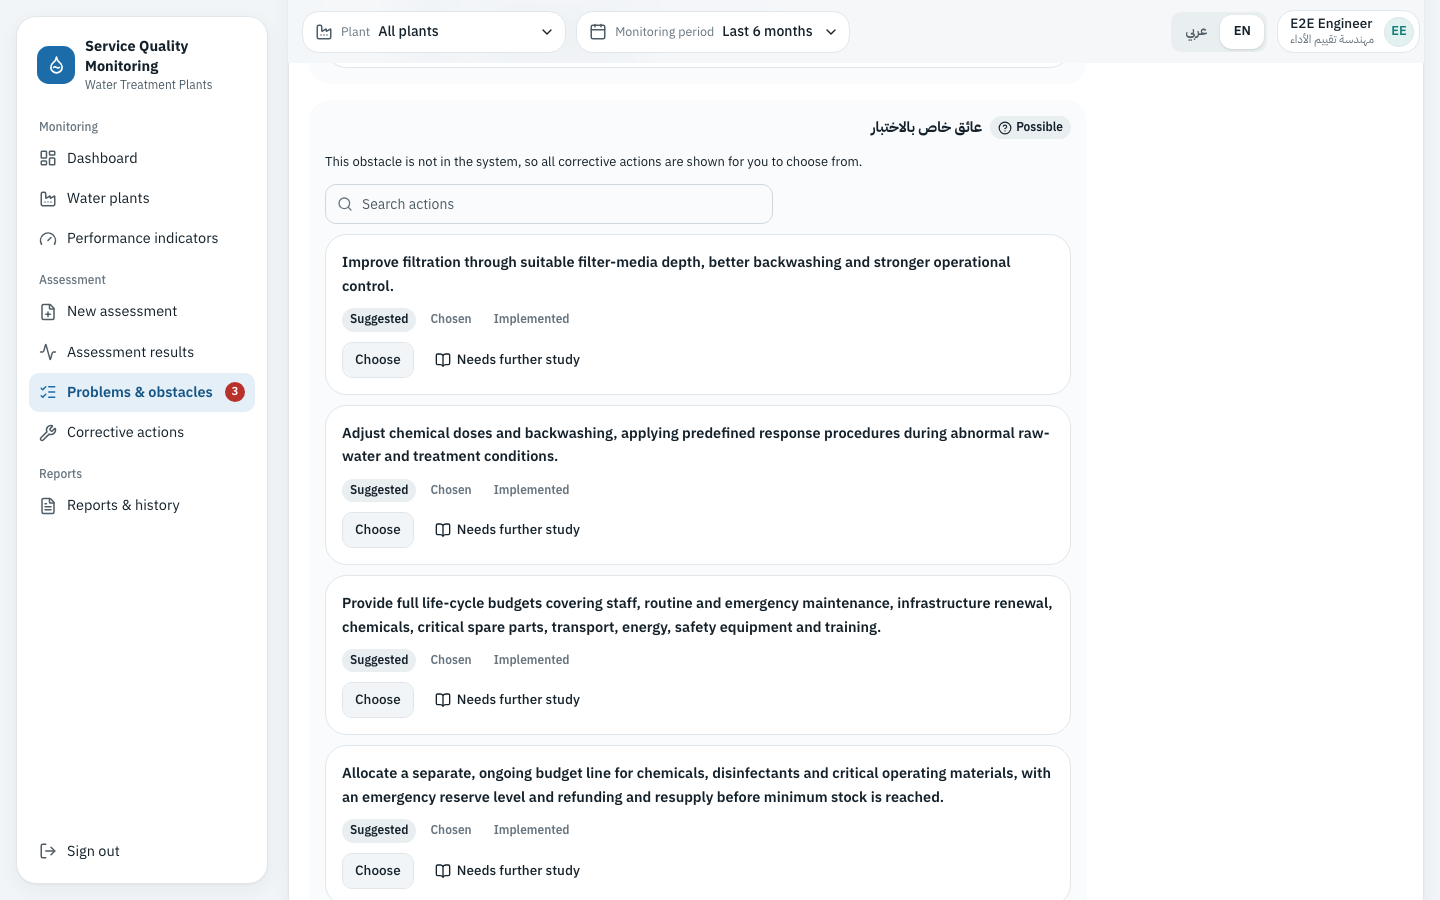 Service Quality
Monitoring
Water Treatment Plants
Monitoring
Dashboard
Water plants
Performance indicators
Assessment
New assessment
Assessment results
Problems & obstacles 3
Corrective actions
Reports
Reports & history
Sign out
Plant All plants
Monitoring period Last 6 months
عربي EN
E2E Engineer
مهندسة تقييم الأداء
EE
عائق خاص بالاختبار
Possible
This obstacle is not in the system, so all corrective actions are shown for you to choose from.
Search actions
Improve filtration through suitable filter-media depth, better backwashing and stronger operational
control.
Suggested Chosen Implemented
Choose Needs further study
Adjust chemical doses and backwashing, applying predefined response procedures during abnormal raw-
water and treatment conditions.
Suggested Chosen Implemented
Choose Needs further study
Provide full life-cycle budgets covering staff, routine and emergency maintenance, infrastructure renewal,
chemicals, critical spare parts, transport, energy, safety equipment and training.
Suggested Chosen Implemented
Choose Needs further study
Allocate a separate, ongoing budget line for chemicals, disinfectants and critical operating materials, with
an emergency reserve level and refunding and resupply before minimum stock is reached.
Suggested Chosen Implemented
Choose Needs further study